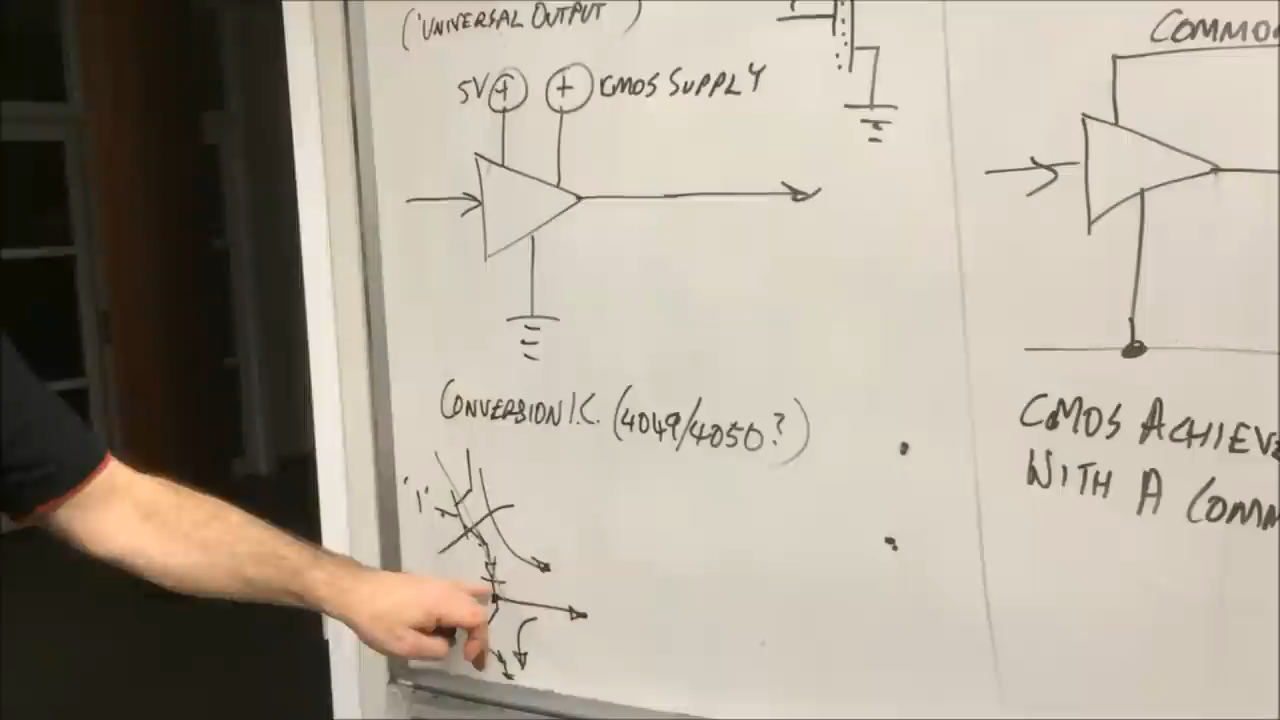 ('UNIVERSAL OUTPUT')
5V + + CMOS SUPPLY
CONVERSION I.C. (4049/4050?)
'1'
COMMO
CMOS ACHIEVE
WITH A COMM